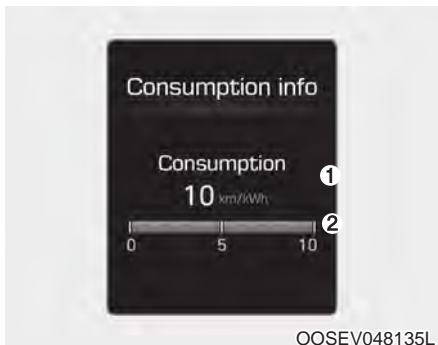 Consumption info
Consumption
①
10 km/kWh
②
0 5 10
OOSEV048135L